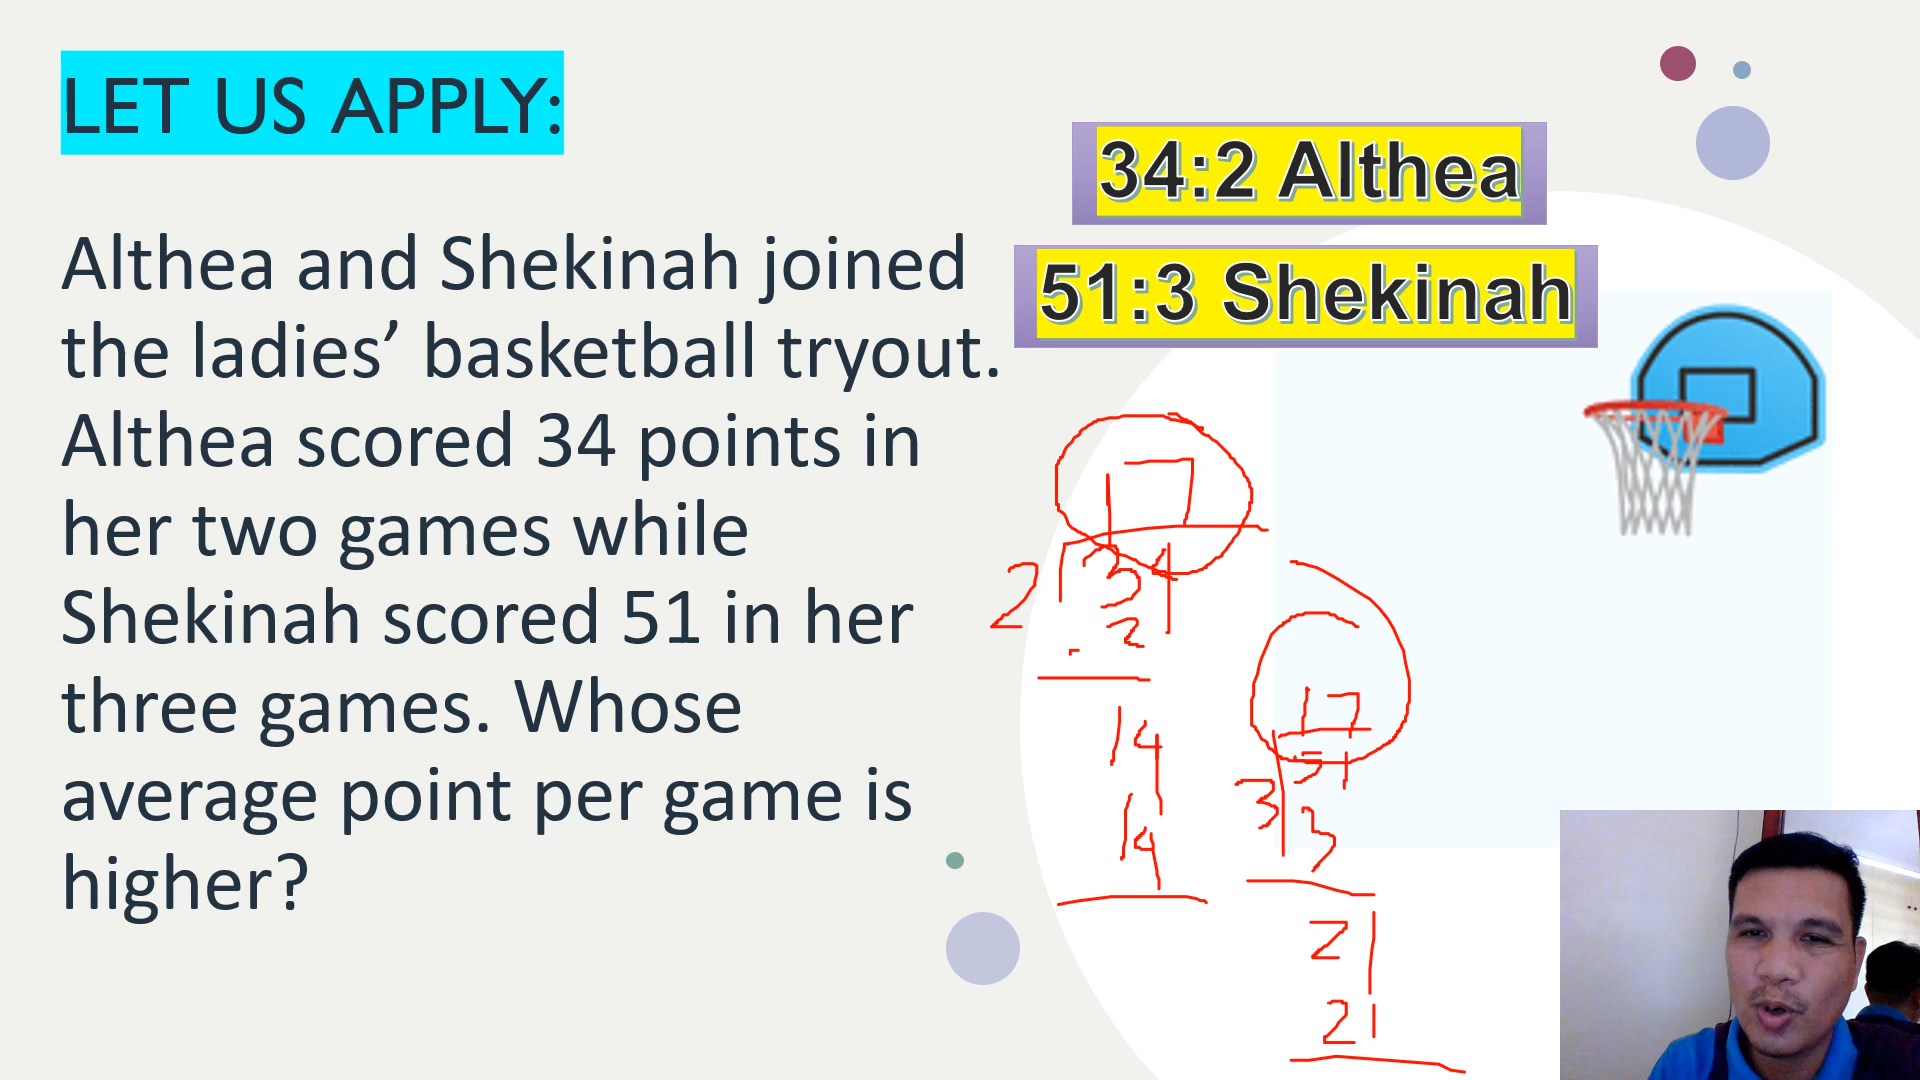 LET US APPLY:
Althea and Shekinah joined
the ladies’ basketball tryout.
Althea scored 34 points in
her two games while
Shekinah scored 51 in her
three games. Whose
average point per game is
higher?
34:2 Althea
51:3 Shekinah
17
2 34
- 2
14
14
17
3 51
3
21
21